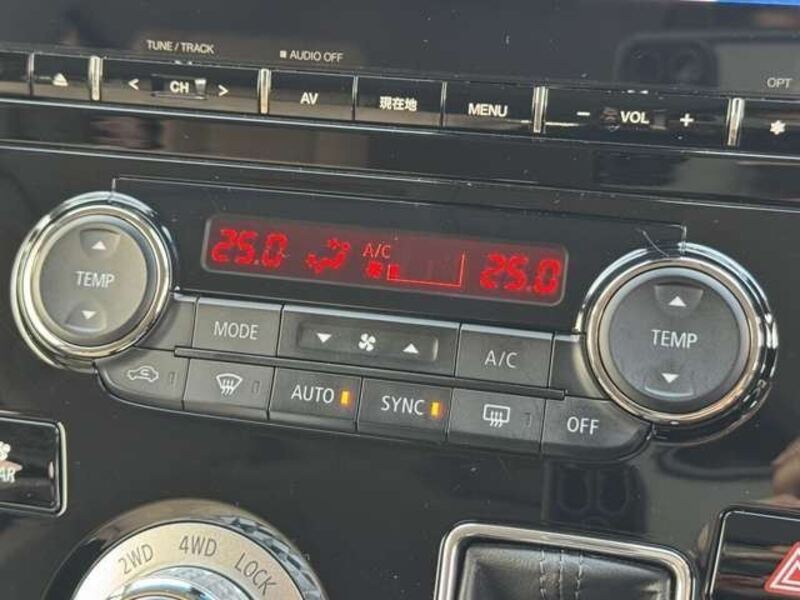 TUNE / TRACK
AUDIO OFF
OPT
CH
AV
現在地
MENU
− VOL +
25.0 A/C 25.0
TEMP
TEMP
MODE
A/C
AUTO
SYNC
OFF
2WD 4WD LOCK